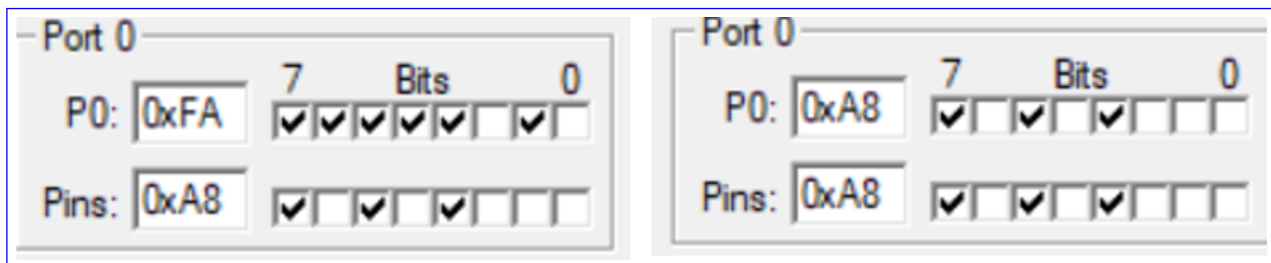 Port 0
7 Bits 0
P0: 0xFA
Pins: 0xA8
Port 0
7 Bits 0
P0: 0xA8
Pins: 0xA8